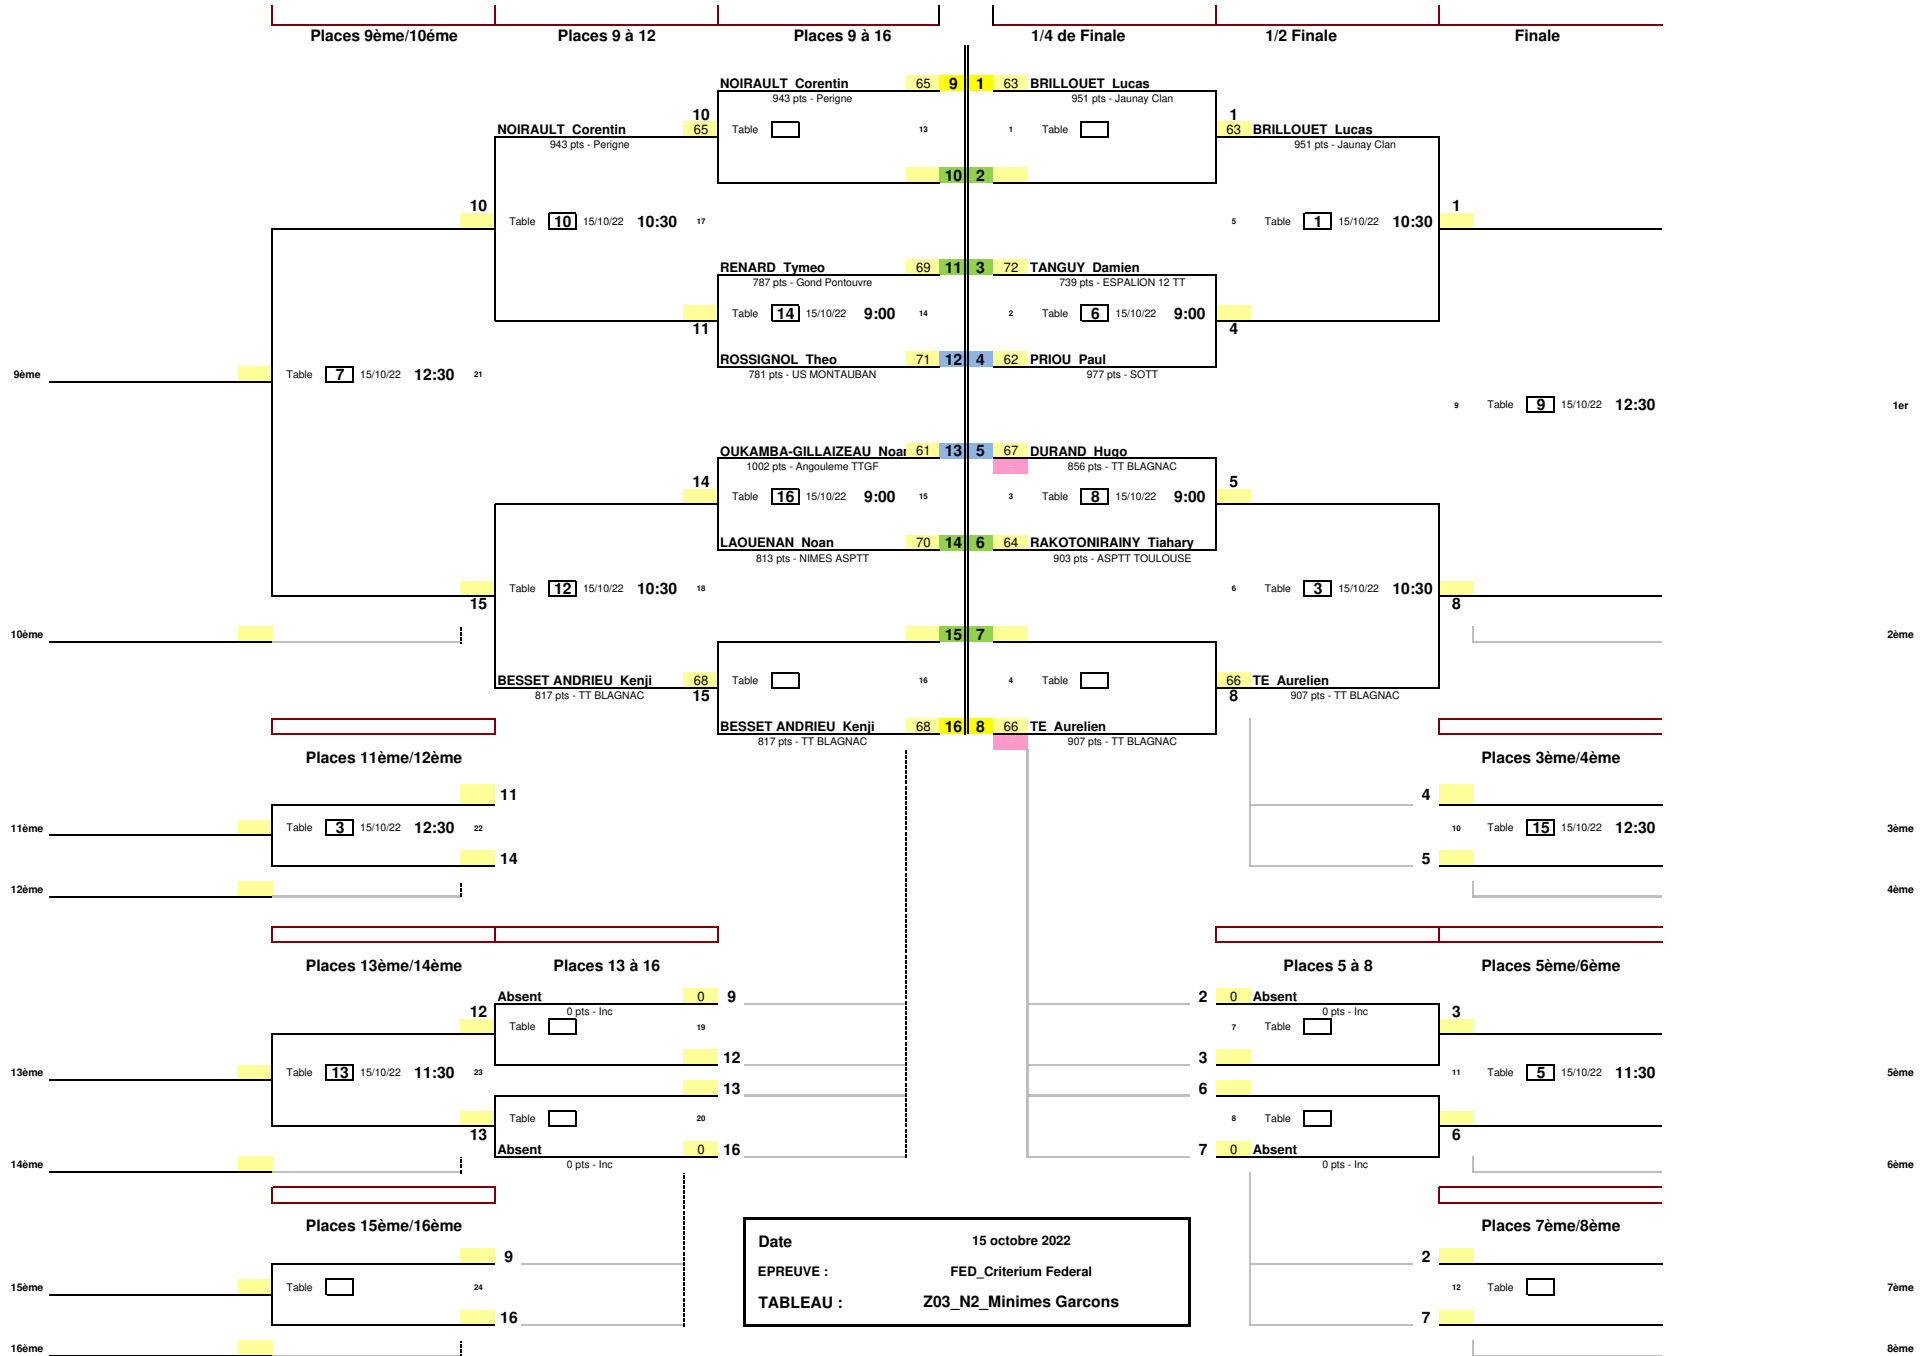 Places 9ème/10éme Places 9 à 12 Places 9 à 16 1/4 de Finale 1/2 Finale Finale
NOIRAULT Corentin 65 9 1 63 BRILLOUET Lucas
943 pts - Perigne 951 pts - Jaunay Clan
10 1
NOIRAULT Corentin 65 Table 13 1 Table 63 BRILLOUET Lucas
943 pts - Perigne 951 pts - Jaunay Clan
10 2
10 1
Table 10 15/10/22 10:30 17 5 Table 1 15/10/22 10:30
RENARD Tymeo 69 11 3 72 TANGUY Damien
787 pts - Gond Pontouvre 739 pts - ESPALION 12 TT
Table 14 15/10/22 9:00 14 2 Table 6 15/10/22 9:00
11 4
ROSSIGNOL Theo 71 12 4 62 PRIOU Paul
9ème Table 7 15/10/22 12:30 21 781 pts - US MONTAUBAN 977 pts - SOTT
9 Table 9 15/10/22 12:30 1er
OUKAMBA-GILLAIZEAU Noar 61 13 5 67 DURAND Hugo
1002 pts - Angouleme TTGF 856 pts - TT BLAGNAC
14 5
Table 16 15/10/22 9:00 15 3 Table 8 15/10/22 9:00
LAOUENAN Noan 70 14 6 64 RAKOTONIRAINY Tiahary
813 pts - NIMES ASPTT 903 pts - ASPTT TOULOUSE
Table 12 15/10/22 10:30 18 6 Table 3 15/10/22 10:30
15 8
10ème 15 7 2ème
BESSET ANDRIEU Kenji 68 Table 16 4 Table 66 TE Aurelien
817 pts - TT BLAGNAC 15 8 907 pts - TT BLAGNAC
BESSET ANDRIEU Kenji 68 16 8 66 TE Aurelien
817 pts - TT BLAGNAC 907 pts - TT BLAGNAC
Places 11ème/12ème Places 3ème/4ème
11 4
11ème Table 3 15/10/22 12:30 22 10 Table 15 15/10/22 12:30 3ème
14 5
12ème 4ème
Places 13ème/14ème Places 13 à 16 Places 5 à 8 Places 5ème/6ème
Absent 0 9 2 0 Absent
12 0 pts - Inc 0 pts - Inc 3
Table 19 7 Table
12 3
13ème Table 13 15/10/22 11:30 23 11 Table 5 15/10/22 11:30 5ème
13 6
Table 20 8 Table
13 6
Absent 0 16 7 0 Absent
14ème 0 pts - Inc 0 pts - Inc 6ème
Places 15ème/16ème Places 7ème/8ème
Date 15 octobre 2022
9 2
EPREUVE : FED_Criterium Federal
15ème Table 24 12 Table 7ème
TABLEAU : Z03_N2_Minimes Garcons
16 7
16ème 8ème